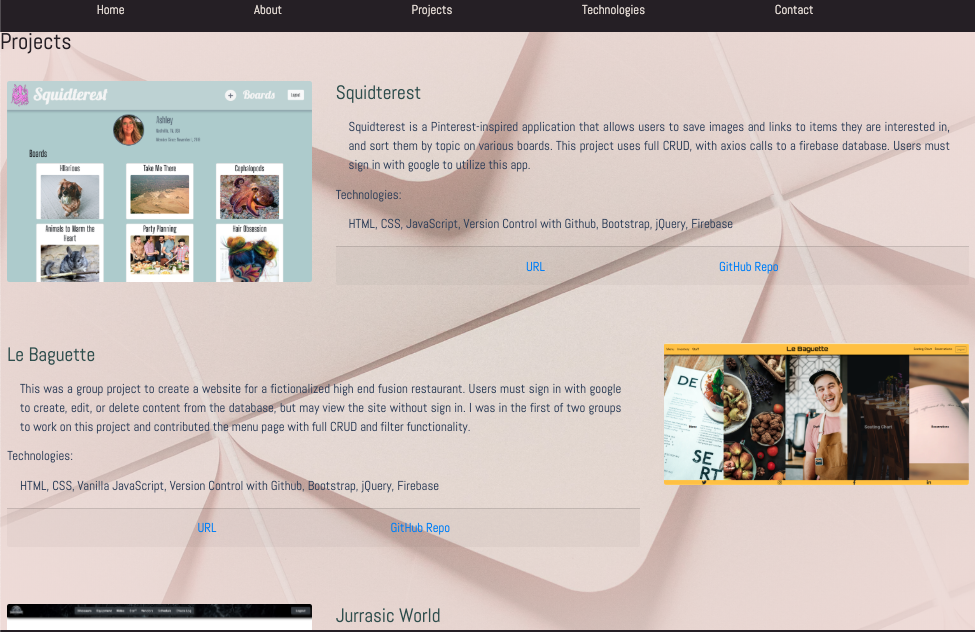 Home About Projects Technologies Contact
Projects
Squidterest
Boards
Ashley
Boards
Hilarious
Take Me There
Cephalopods
Animals to Warm the
Heart
Party Planning
Hair Obsession
Squidterest
Squidterest is a Pinterest-inspired application that allows users to save images and links to items they are interested in,
and sort them by topic on various boards. This project uses full CRUD, with axios calls to a firebase database. Users must
sign in with google to utilize this app.
Technologies:
HTML, CSS, JavaScript, Version Control with Github, Bootstrap, jQuery, Firebase
URL GitHub Repo
Le Baguette
This was a group project to create a website for a fictionalized high end fusion restaurant. Users must sign in with google
to create, edit, or delete content from the database, but may view the site without sign in. I was in the first of two groups
to work on this project and contributed the menu page with full CRUD and filter functionality.
Technologies:
HTML, CSS, Vanilla JavaScript, Version Control with Github, Bootstrap, jQuery, Firebase
URL GitHub Repo
Le Baguette
DE
SE
RT
Seating Chart
Jurrasic World